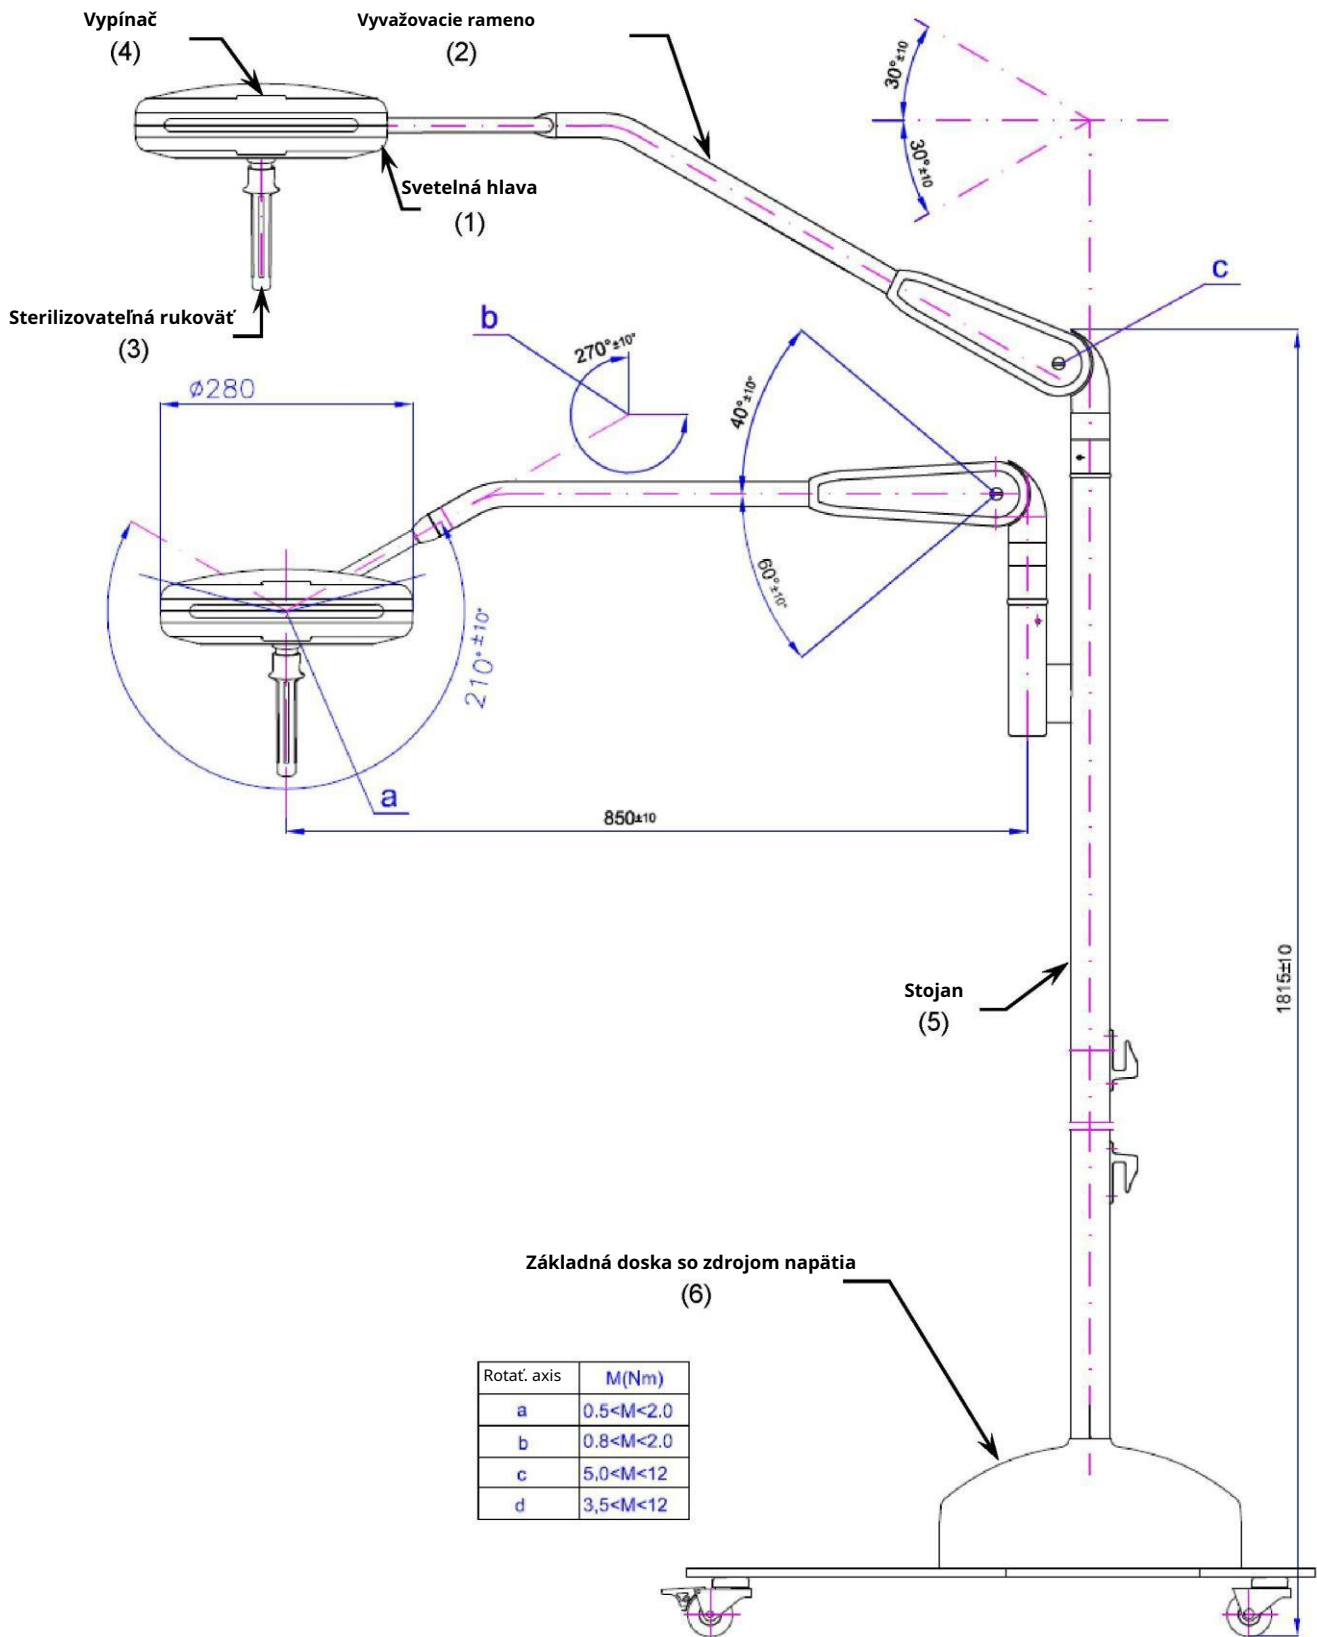 Vypínač
(4)
Vyvažovacie rameno
(2)
30°±10
30°±10
Svetelná hlava
(1)
c
Sterilizovateľná rukoväť
(3)
b
270°±10°
ø280
40°±10°
60°±10°
210°±10°
a
850±10
1815±10
Stojan
(5)
Základná doska so zdrojom napätia
(6)
Rotať. axis M(Nm)
a 0.5<M<2.0
b 0.8<M<2.0
c 5,0<M<12
d 3,5<M<12